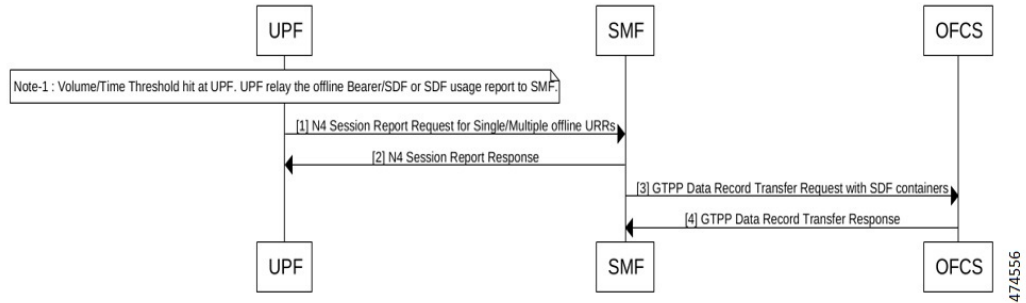 UPF
SMF
OFCS
Note-1 : Volume/Time Threshold hit at UPF. UPF relay the offline Bearer/SDF or SDF usage report to SMF.
[1] N4 Session Report Request for Single/Multiple offline URRs
[2] N4 Session Report Response
[3] GTPP Data Record Transfer Request with SDF containers
[4] GTPP Data Record Transfer Response
UPF
SMF
OFCS
474556